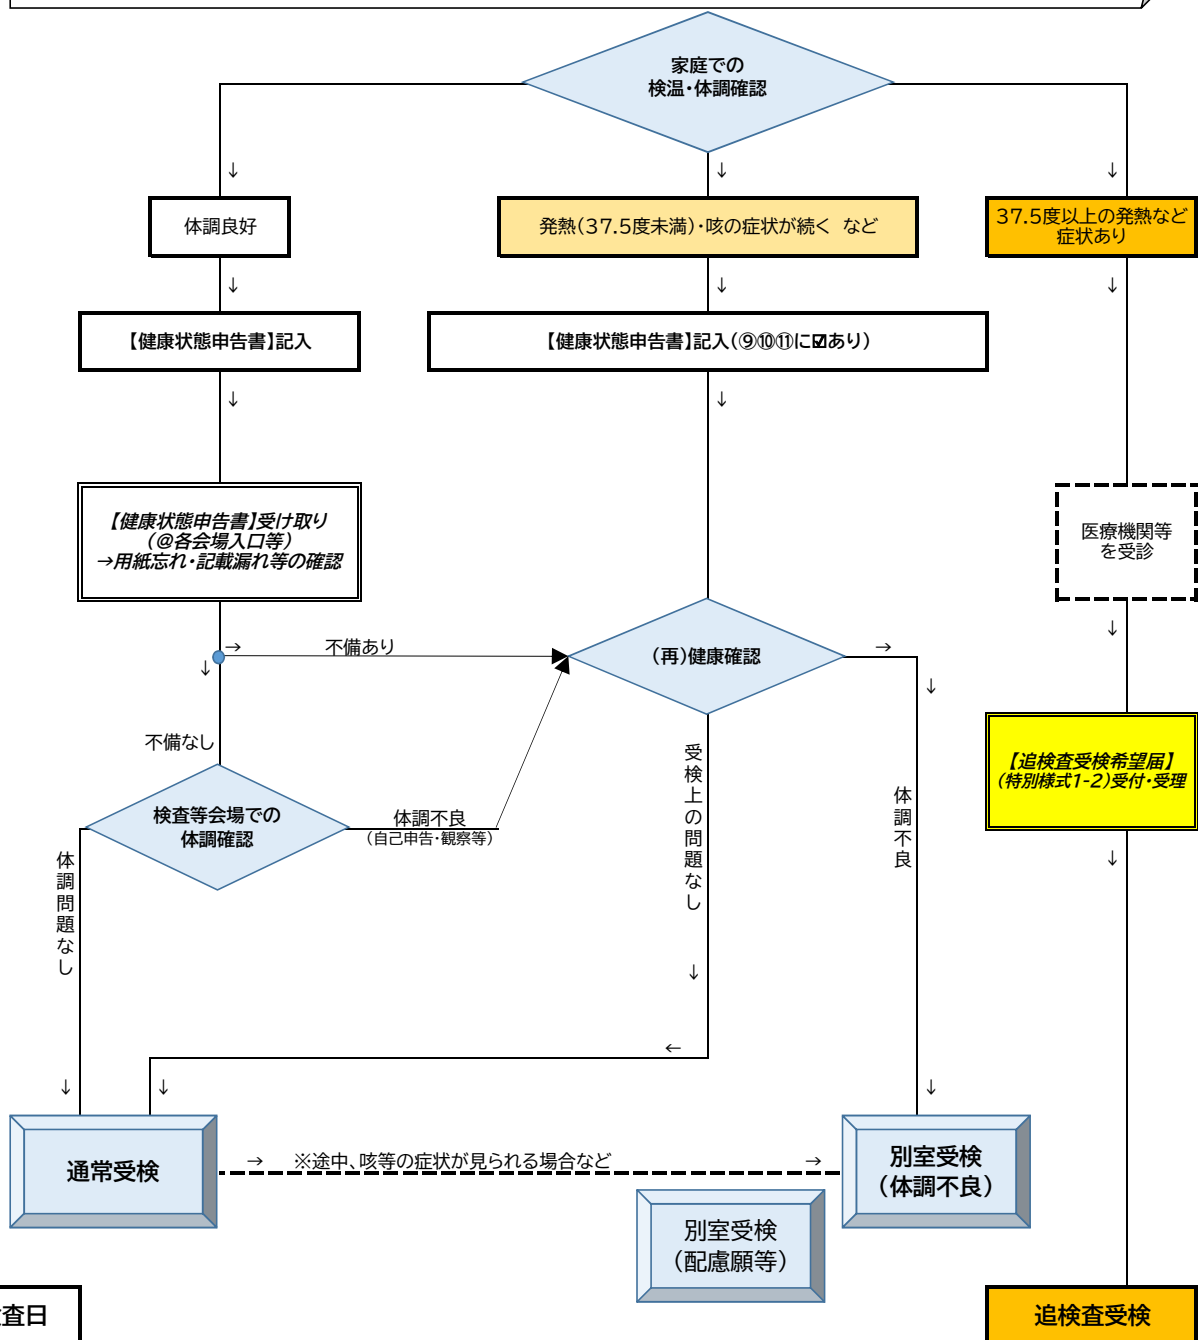 家庭での
検温・体調確認
↓
↓
↓
体調良好
発熱(37.5度未満)・咳の症状が続く など
37.5度以上の発熱など
症状あり
↓
↓
↓
【健康状態申告書】記入
【健康状態申告書】記入(⑨⑩⑪に☑あり)
↓
↓
【健康状態申告書】受け取り
(@各会場入口等)
→用紙忘れ・記載漏れ等の確認
医療機関等
を受診
↓
→
不備あり
↓
(再)健康確認
→
↓
不備なし
【追検査受検希望届】
(特別様式1-2)受付・受理
検査等会場での
体調確認
体調不良
(自己申告・観察等)
受検上の問題なし
体調不良
↓
体調問題なし
↓
←
↓
↓
↓
通常受検
→
※途中、咳等の症状が見られる場合など
→
別室受検
(体調不良)
別室受検
(配慮願等)
査日
追検査受検